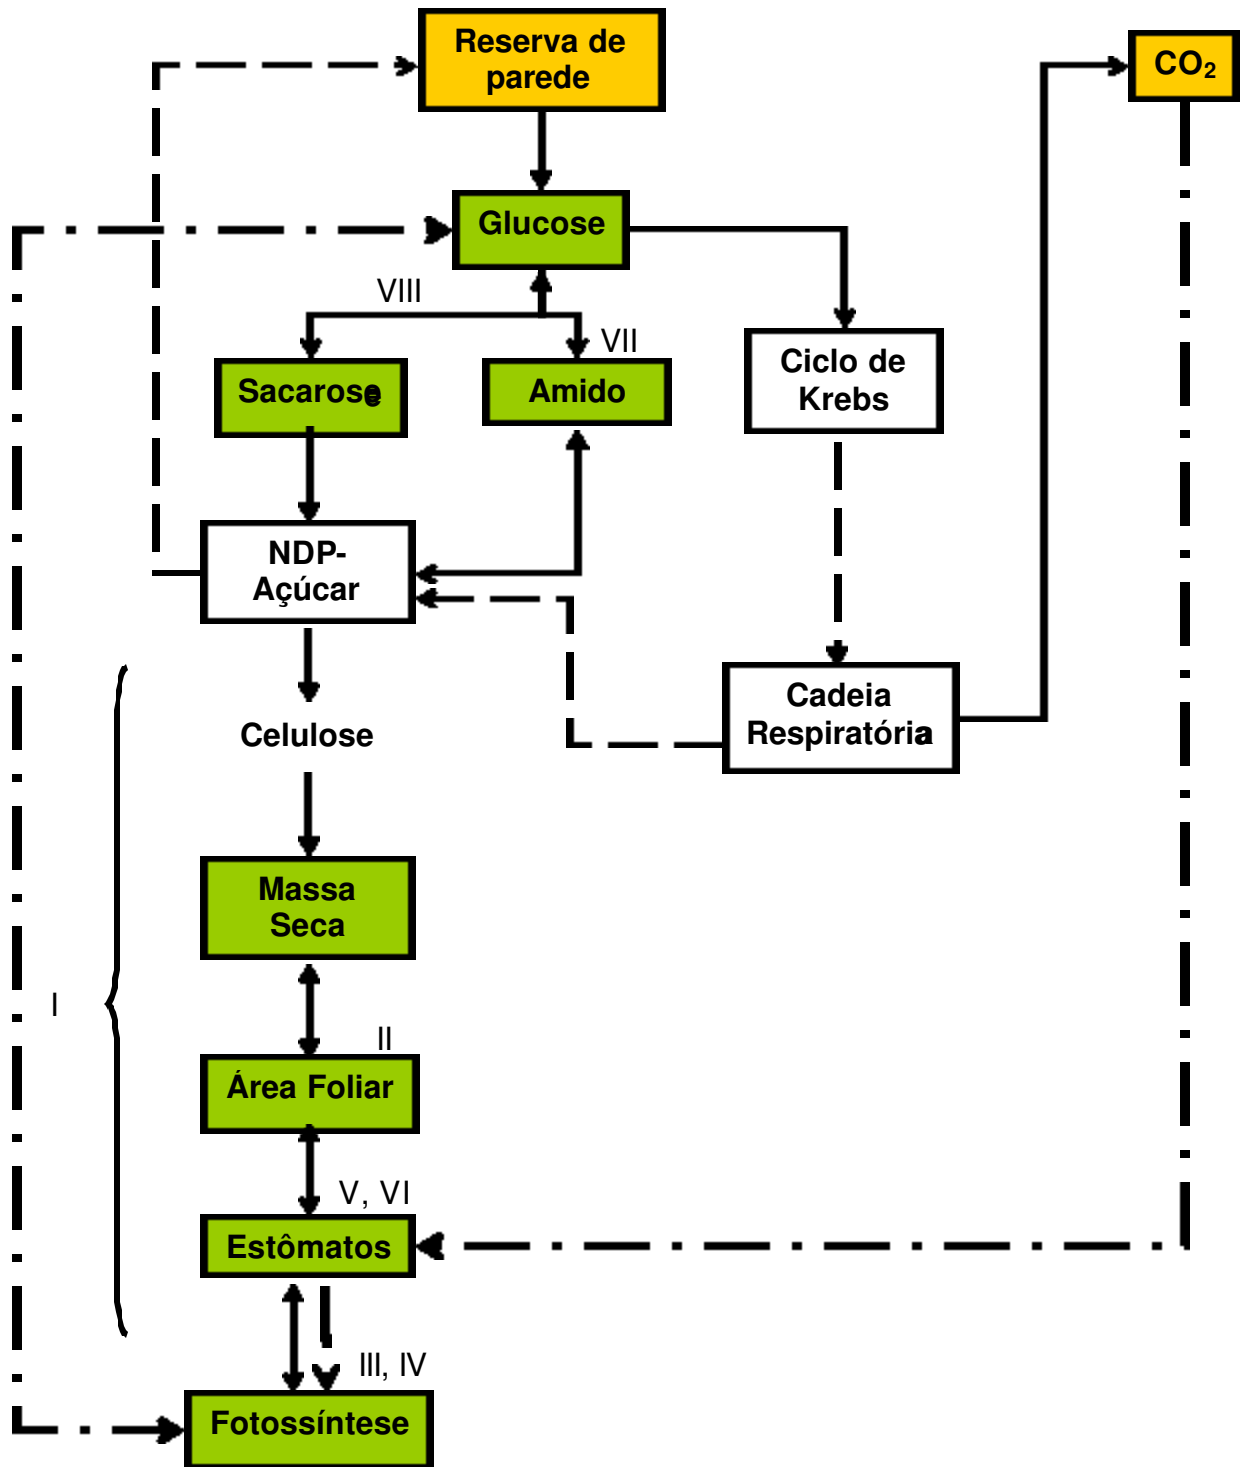 Reserva de
parede
CO₂
Glucose
VIII
VII
Sacarose
Amido
Ciclo de
Krebs
NDP-
Açúcar
Cadeia
Respiratória
Celulose
Massa
Seca
I
II
Área Foliar
V, VI
Estômatos
III, IV
Fotossíntese